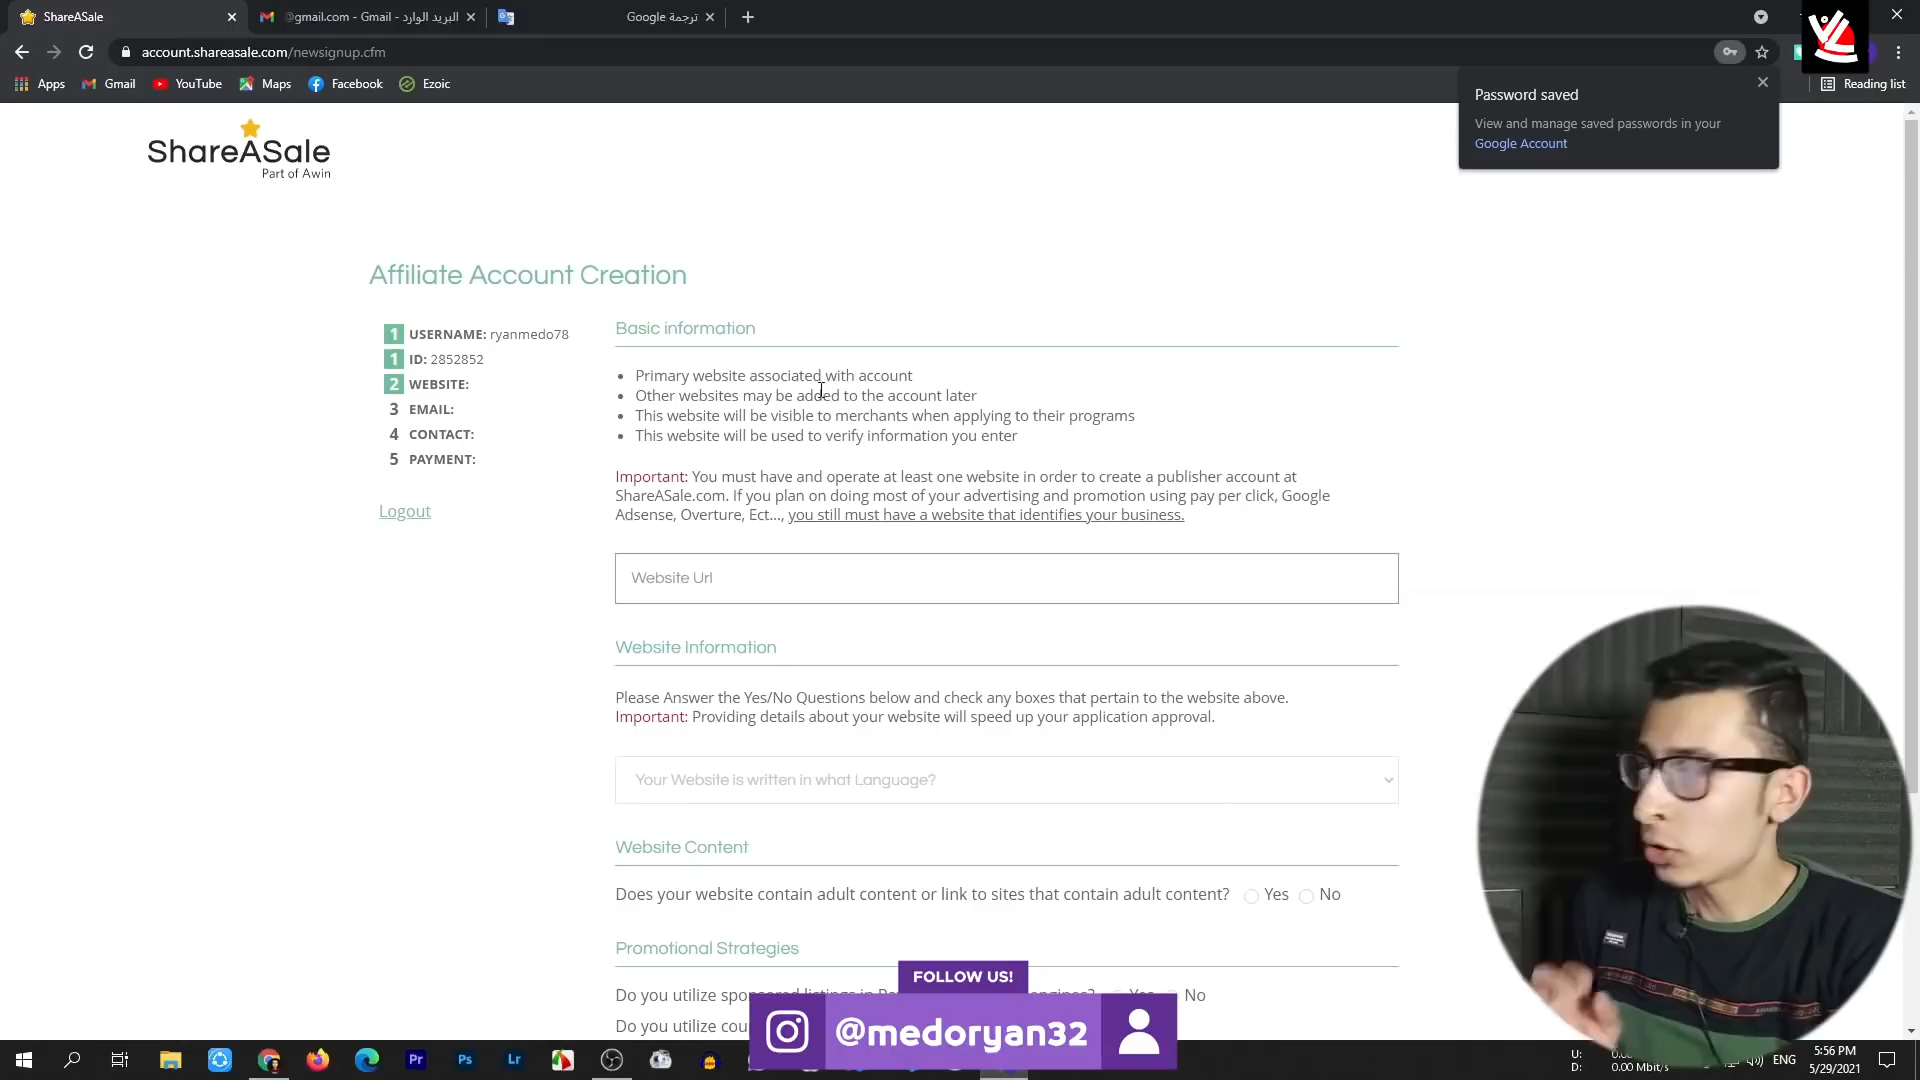 ShareASale
@gmail.com - Gmail - البريد الوارد
ترجمة Google
account.shareasale.com/newsignup.cfm
Apps
Gmail
YouTube
Maps
Facebook
Ezoic
Reading list
Password saved
View and manage saved passwords in your
Google Account
ShareASale
Part of Awin
Affiliate Account Creation
1 USERNAME: ryanmedo78
1 ID: 2852852
2 WEBSITE:
3 EMAIL:
4 CONTACT:
5 PAYMENT:
Logout
Basic information
Primary website associated with account
Other websites may be added to the account later
This website will be visible to merchants when applying to their programs
This website will be used to verify information you enter
Important: You must have and operate at least one website in order to create a publisher account at
ShareASale.com. If you plan on doing most of your advertising and promotion using pay per click, Google
Adsense, Overture, Ect..., you still must have a website that identifies your business.
Website Url
Website Information
Please Answer the Yes/No Questions below and check any boxes that pertain to the website above.
Important: Providing details about your website will speed up your application approval.
Your Website is written in what Language?
Website Content
Does your website contain adult content or link to sites that contain adult content? Yes No
Promotional Strategies
Do you utilize No
Do you utilize
FOLLOW US!
@medoryan32
Pr
Ps
Lr
U:
D: 0.00 Mbit/s
ENG
5:56 PM
5/29/2021